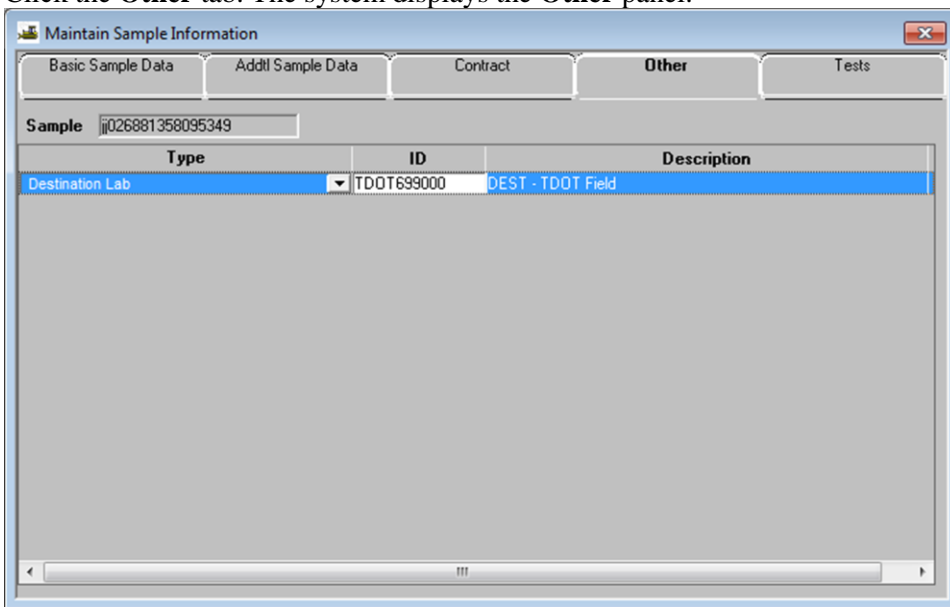 Click the Other tab. The system displays the Other panel.
Maintain Sample Information
Basic Sample Data Addtl Sample Data Contract Other Tests
Sample jj026881358095349
Type ID Description
Destination Lab TDOT699000 DEST - TDOT Field